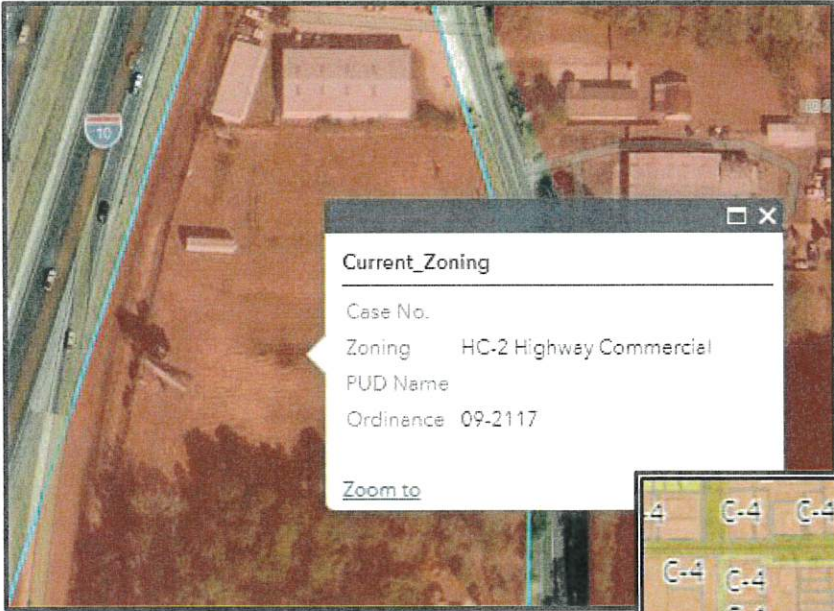 10
Current_Zoning
Case No.
Zoning HC-2 Highway Commercial
PUD Name
Ordinance 09-2117
Zoom to
-4 C-4 C-4
C-4 C-4